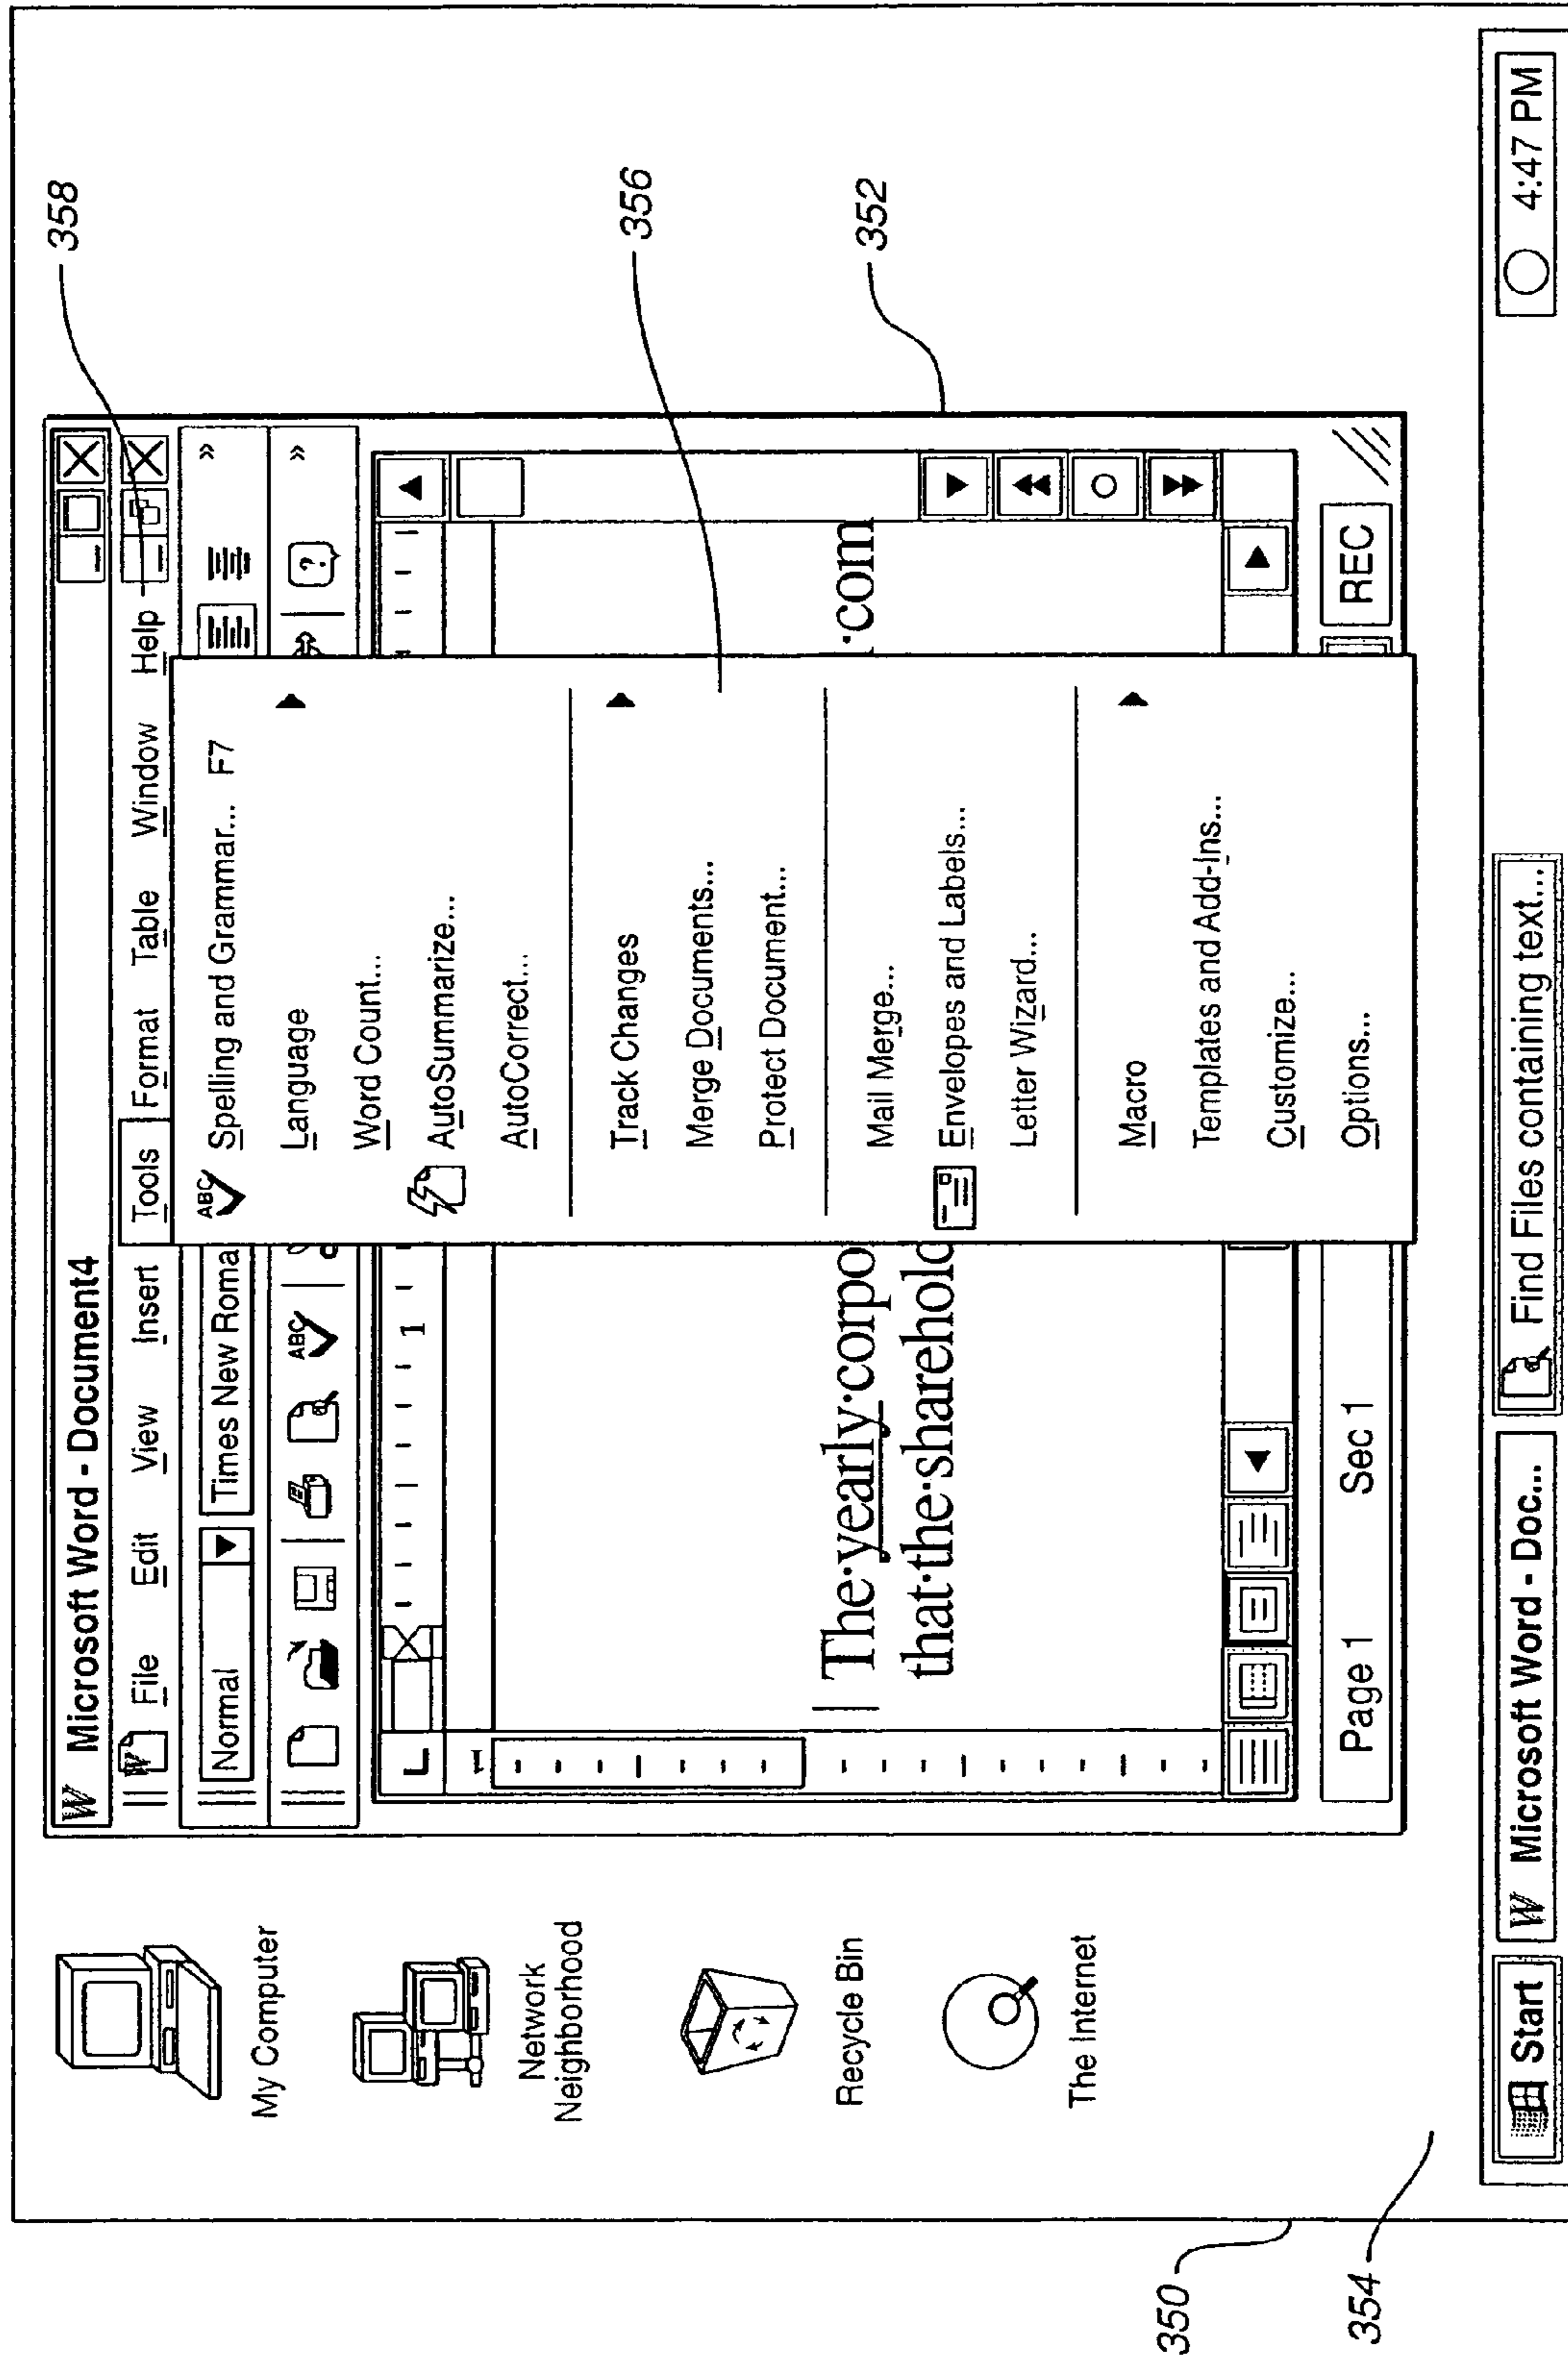 358
356
352
350
354
W Microsoft Word - Document4
W File Edit View Insert Tools Format Table Window Help
Normal Times New Roma »
ABC ? »
L 1
1
The·yearly·corpo ·com
that·the·sharehold
ABC Spelling and Grammar... F7
Language
Word Count...
AutoSummarize...
AutoCorrect...
Track Changes
Merge Documents...
Protect Document...
Mail Merge...
Envelopes and Labels...
Letter Wizard...
Macro
Templates and Add-Ins...
Customize...
Options...
Page 1 Sec 1 REC
My Computer
Network
Neighborhood
Recycle Bin
The Internet
Start W Microsoft Word - Doc... Find Files containing text... 4:47 PM